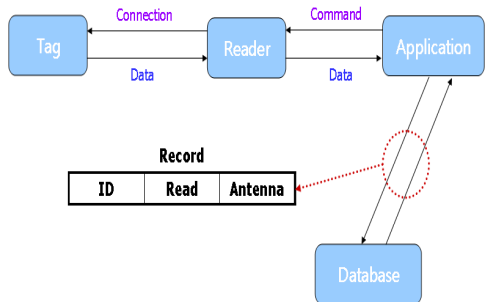 Connection
Command
Tag
Reader
Application
Data
Data
Record
ID Read Antenna
Database